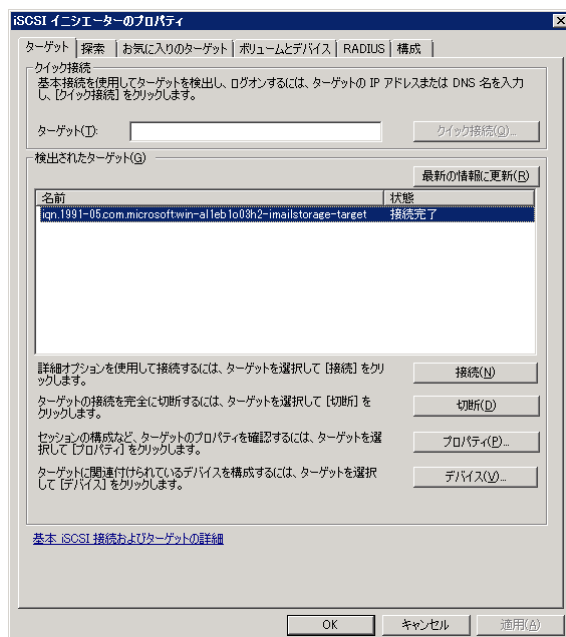 iSCSI イニシエーターのプロパティ
ターゲット 探索 お気に入りのターゲット ボリュームとデバイス RADIUS 構成
クイック接続
基本接続を使用してターゲットを検出し、ログオンするには、ターゲットの IP アドレスまたは DNS 名を入力
し、[クイック接続] をクリックします。
ターゲット(T): クイック接続(Q)...
検出されたターゲット(G)
最新の情報に更新(R)
名前 状態
iqn.1991-05.com.microsoft:win-al1eb1o03h2-imailstorage-target 接続完了
詳細オプションを使用して接続するには、ターゲットを選択して [接続] をクリ
ックします。
接続(N)
ターゲットの接続を完全に切断するには、ターゲットを選択して [切断] を
クリックします。
切断(D)
セッションの構成など、ターゲットのプロパティを確認するには、ターゲットを選
択して [プロパティ] をクリックします。
プロパティ(P)...
ターゲットに関連付けられているデバイスを構成するには、ターゲットを選択
して [デバイス] をクリックします。
デバイス(V)...
基本 iSCSI 接続およびターゲットの詳細
OK キャンセル 適用(A)